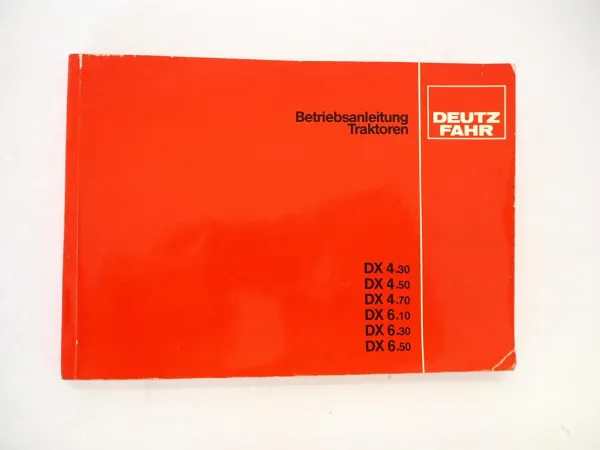 Betriebsanleitung
Traktoren
DEUTZ
FAHR
DX 4.30
DX 4.50
DX 4.70
DX 6.10
DX 6.30
DX 6.50